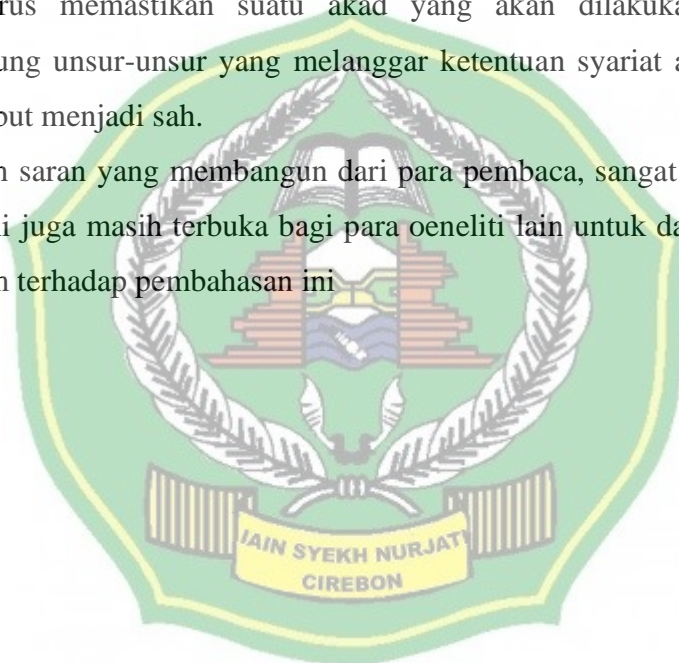 rus memastikan suatu akad yang akan dilakuka
ung unsur-unsur yang melanggar ketentuan syariat a
but menjadi sah.
n saran yang membangun dari para pembaca, sangat
i juga masih terbuka bagi para oeneliti lain untuk da
n terhadap pembahasan ini
IAIN SYEKH NURJATI
CIREBON